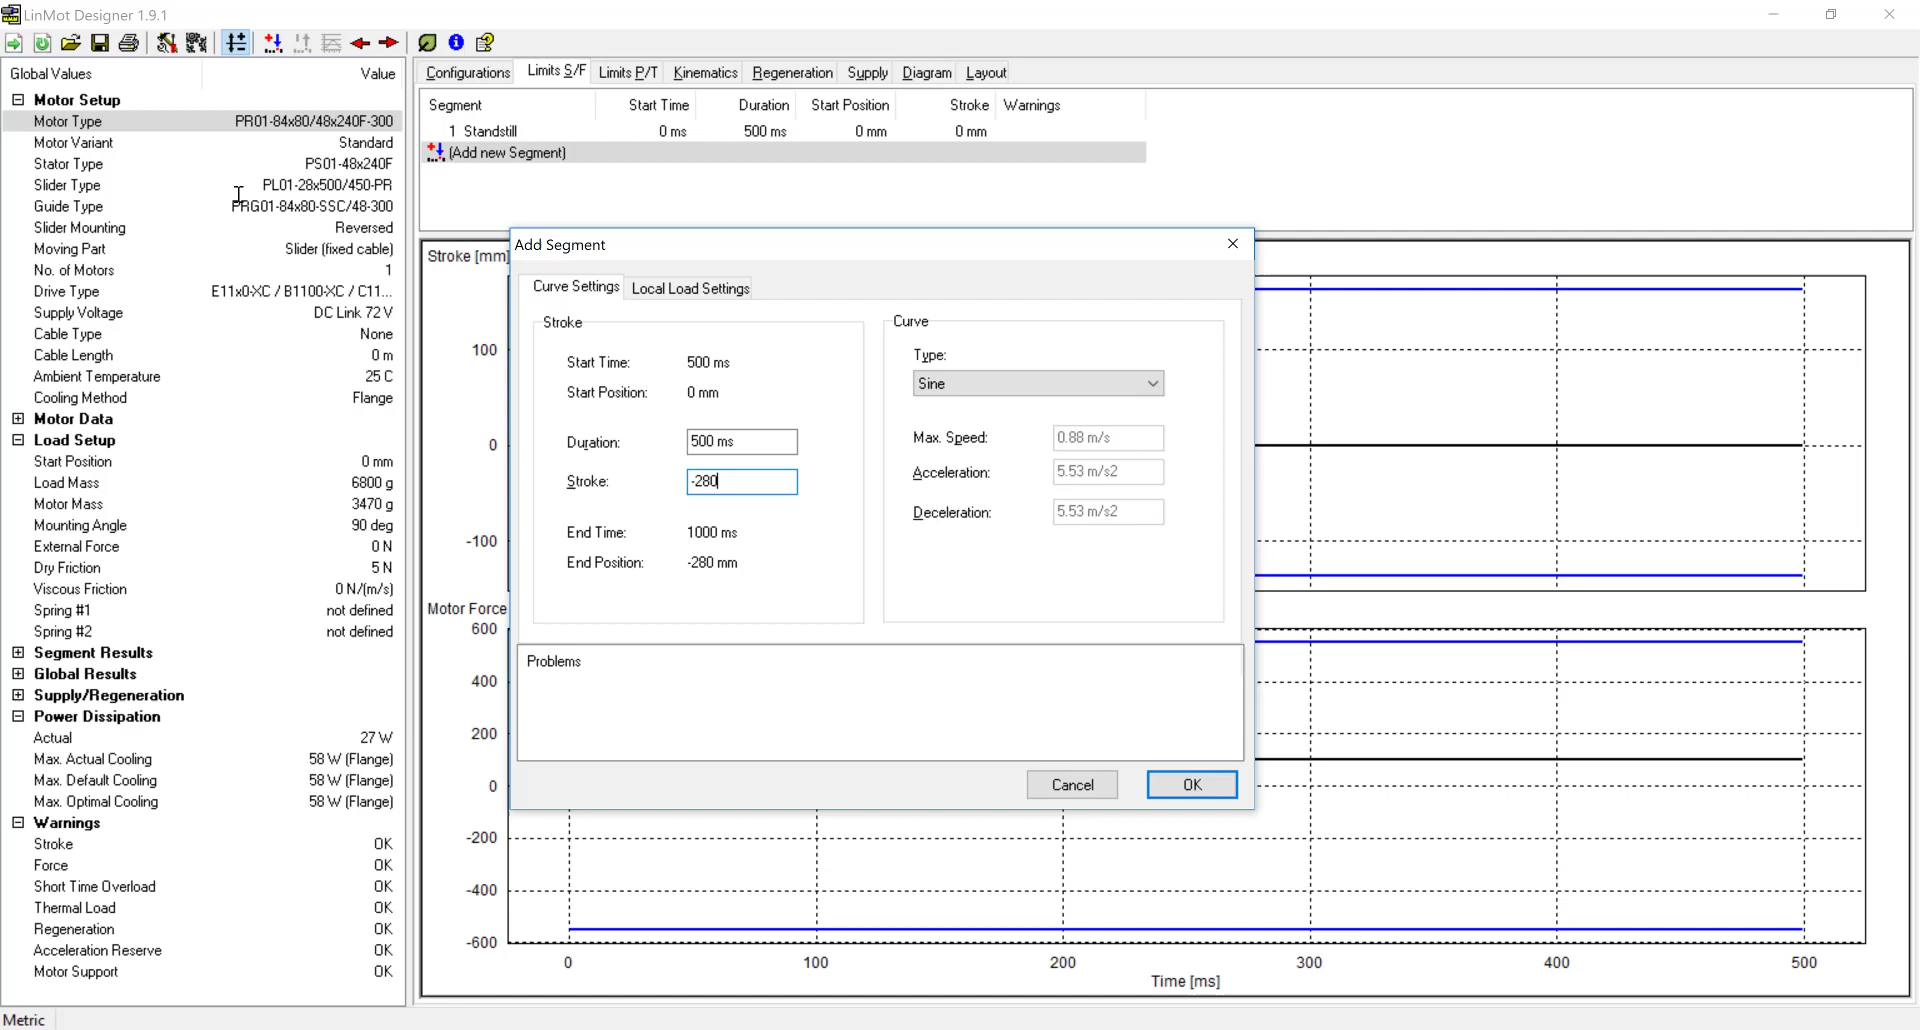 LinMot Designer 1.9.1
Global Values Value
Motor Setup
Motor Type PR01-84x80/48x240F-300
Motor Variant Standard
Stator Type PS01-48x240F
Slider Type PL01-28x500/450-PR
Guide Type PRG01-84x80-SSC/48-300
Slider Mounting Reversed
Moving Part Slider (fixed cable)
No. of Motors 1
Drive Type E11x0-XC / B1100-XC / C11...
Supply Voltage DC Link 72 V
Cable Type None
Cable Length 0 m
Ambient Temperature 25 C
Cooling Method Flange
Motor Data
Load Setup
Start Position 0 mm
Load Mass 6800 g
Motor Mass 3470 g
Mounting Angle 90 deg
External Force 0 N
Dry Friction 5 N
Viscous Friction 0 N/(m/s)
Spring #1 not defined
Spring #2 not defined
Segment Results
Global Results
Supply/Regeneration
Power Dissipation
Actual 27 W
Max. Actual Cooling 58 W (Flange)
Max. Default Cooling 58 W (Flange)
Max. Optimal Cooling 58 W (Flange)
Warnings
Stroke OK
Force OK
Short Time Overload OK
Thermal Load OK
Regeneration OK
Acceleration Reserve OK
Motor Support OK
Metric
Configurations Limits S/F Limits P/T Kinematics Regeneration Supply Diagram Layout
Segment Start Time Duration Start Position Stroke Warnings
1 Standstill 0 ms 500 ms 0 mm 0 mm
(Add new Segment)
Stroke [mm]
100
0
-100
Motor Force
600
400
200
0
-200
-400
-600
0 100 200 300 400 500
Time [ms]
Add Segment
Curve Settings Local Load Settings
Stroke
Start Time: 500 ms
Start Position: 0 mm
Duration: 500 ms
Stroke: -280
End Time: 1000 ms
End Position: -280 mm
Curve
Type:
Sine
Max. Speed: 0.88 m/s
Acceleration: 5.53 m/s2
Deceleration: 5.53 m/s2
Problems
Cancel OK